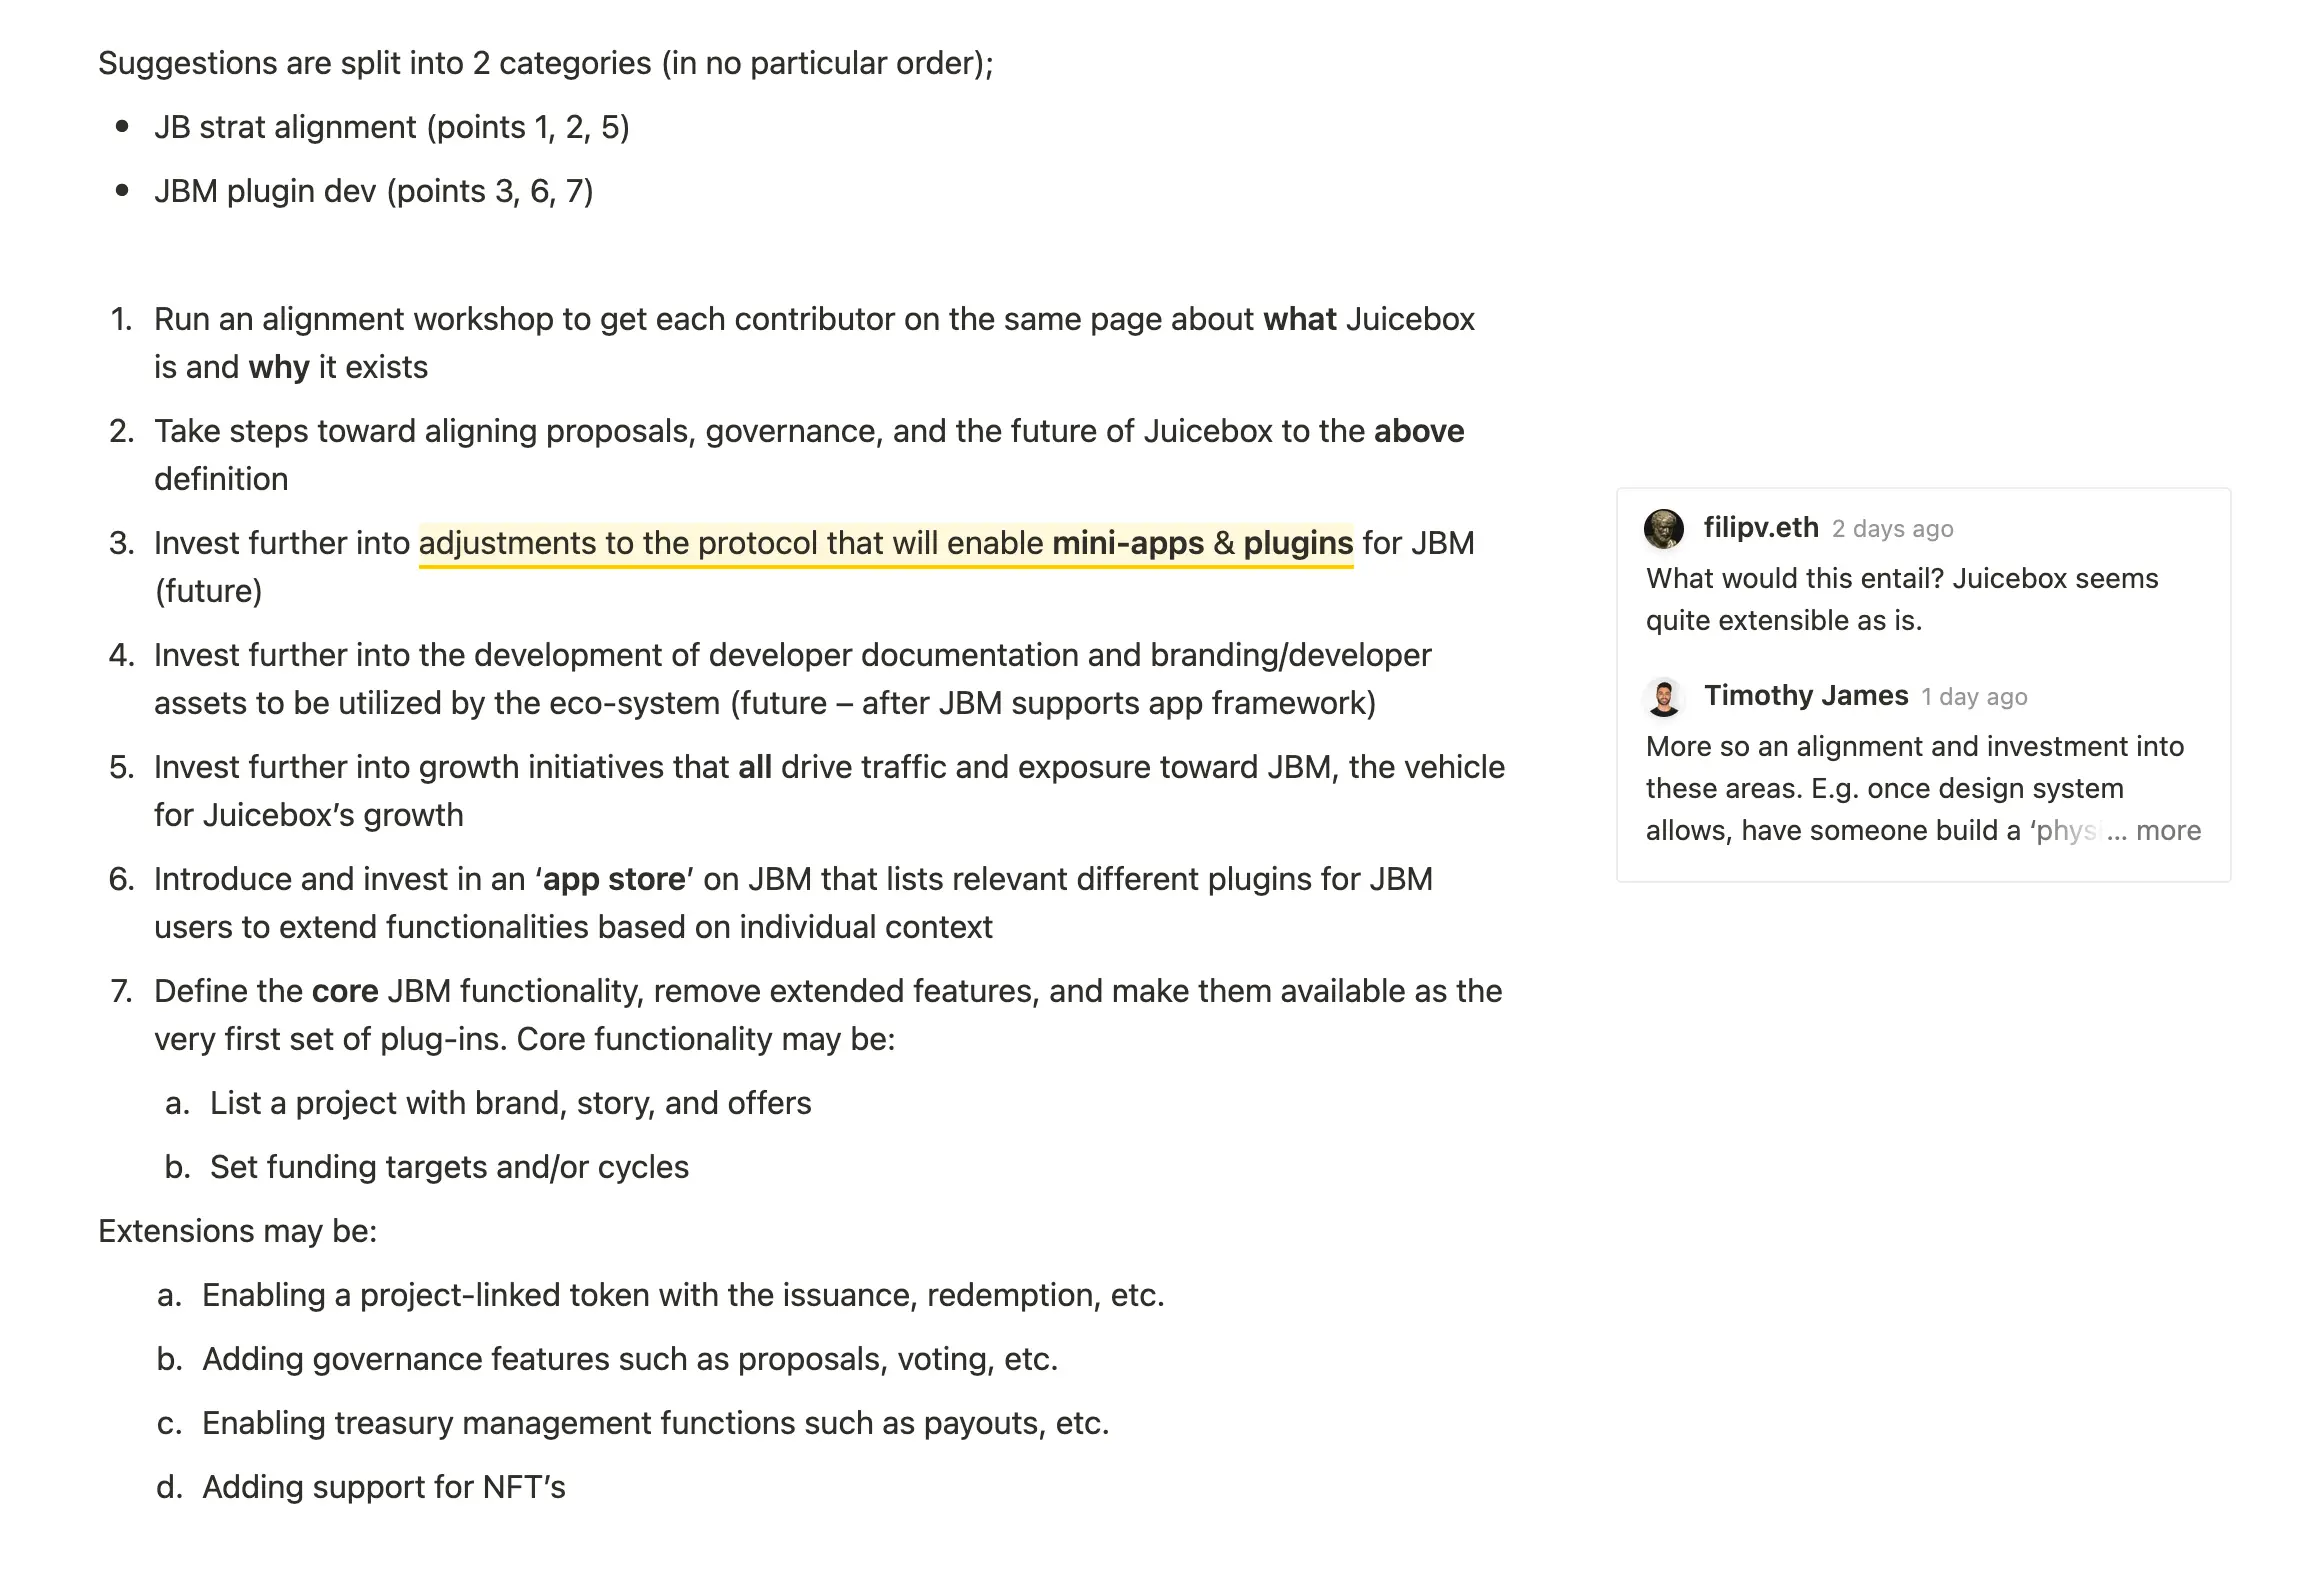 Suggestions are split into 2 categories (in no particular order);
• JB strat alignment (points 1, 2, 5)
• JBM plugin dev (points 3, 6, 7)
1. Run an alignment workshop to get each contributor on the same page about what Juicebox
is and why it exists
2. Take steps toward aligning proposals, governance, and the future of Juicebox to the above
definition
3. Invest further into adjustments to the protocol that will enable mini-apps & plugins for JBM
(future)
4. Invest further into the development of developer documentation and branding/developer
assets to be utilized by the eco-system (future – after JBM supports app framework)
5. Invest further into growth initiatives that all drive traffic and exposure toward JBM, the vehicle
for Juicebox’s growth
6. Introduce and invest in an ‘app store’ on JBM that lists relevant different plugins for JBM
users to extend functionalities based on individual context
7. Define the core JBM functionality, remove extended features, and make them available as the
very first set of plug-ins. Core functionality may be:
a. List a project with brand, story, and offers
b. Set funding targets and/or cycles
Extensions may be:
a. Enabling a project-linked token with the issuance, redemption, etc.
b. Adding governance features such as proposals, voting, etc.
c. Enabling treasury management functions such as payouts, etc.
d. Adding support for NFT’s
filipv.eth 2 days ago
What would this entail? Juicebox seems
quite extensible as is.
Timothy James 1 day ago
More so an alignment and investment into
these areas. E.g. once design system
allows, have someone build a ‘phys... more